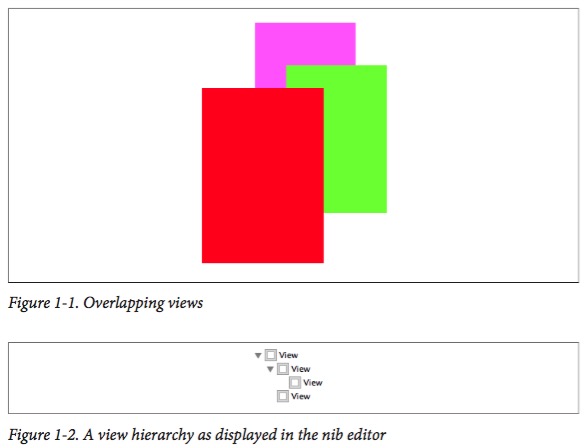 Figure 1-1. Overlapping views
View
View
View
View
Figure 1-2. A view hierarchy as displayed in the nib editor